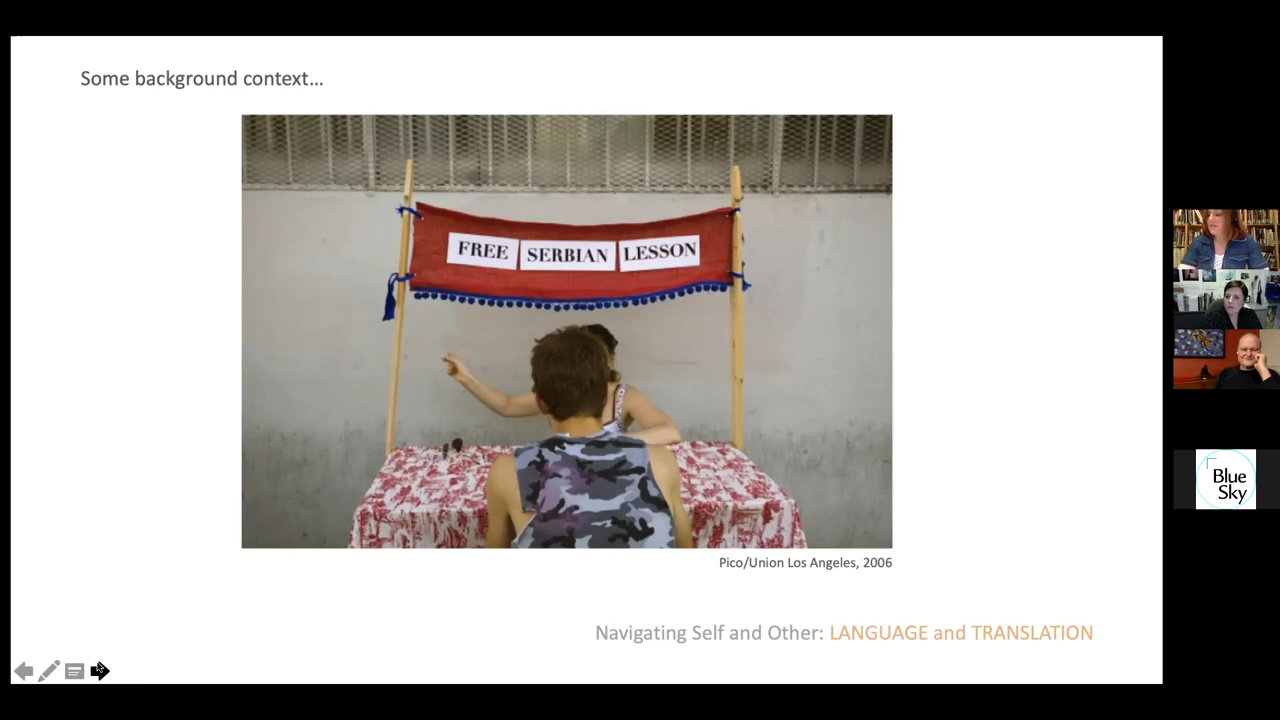 Some background context...
FREE SERBIAN LESSON
Pico/Union Los Angeles, 2006
Navigating Self and Other: LANGUAGE and TRANSLATION
Blue
Sky